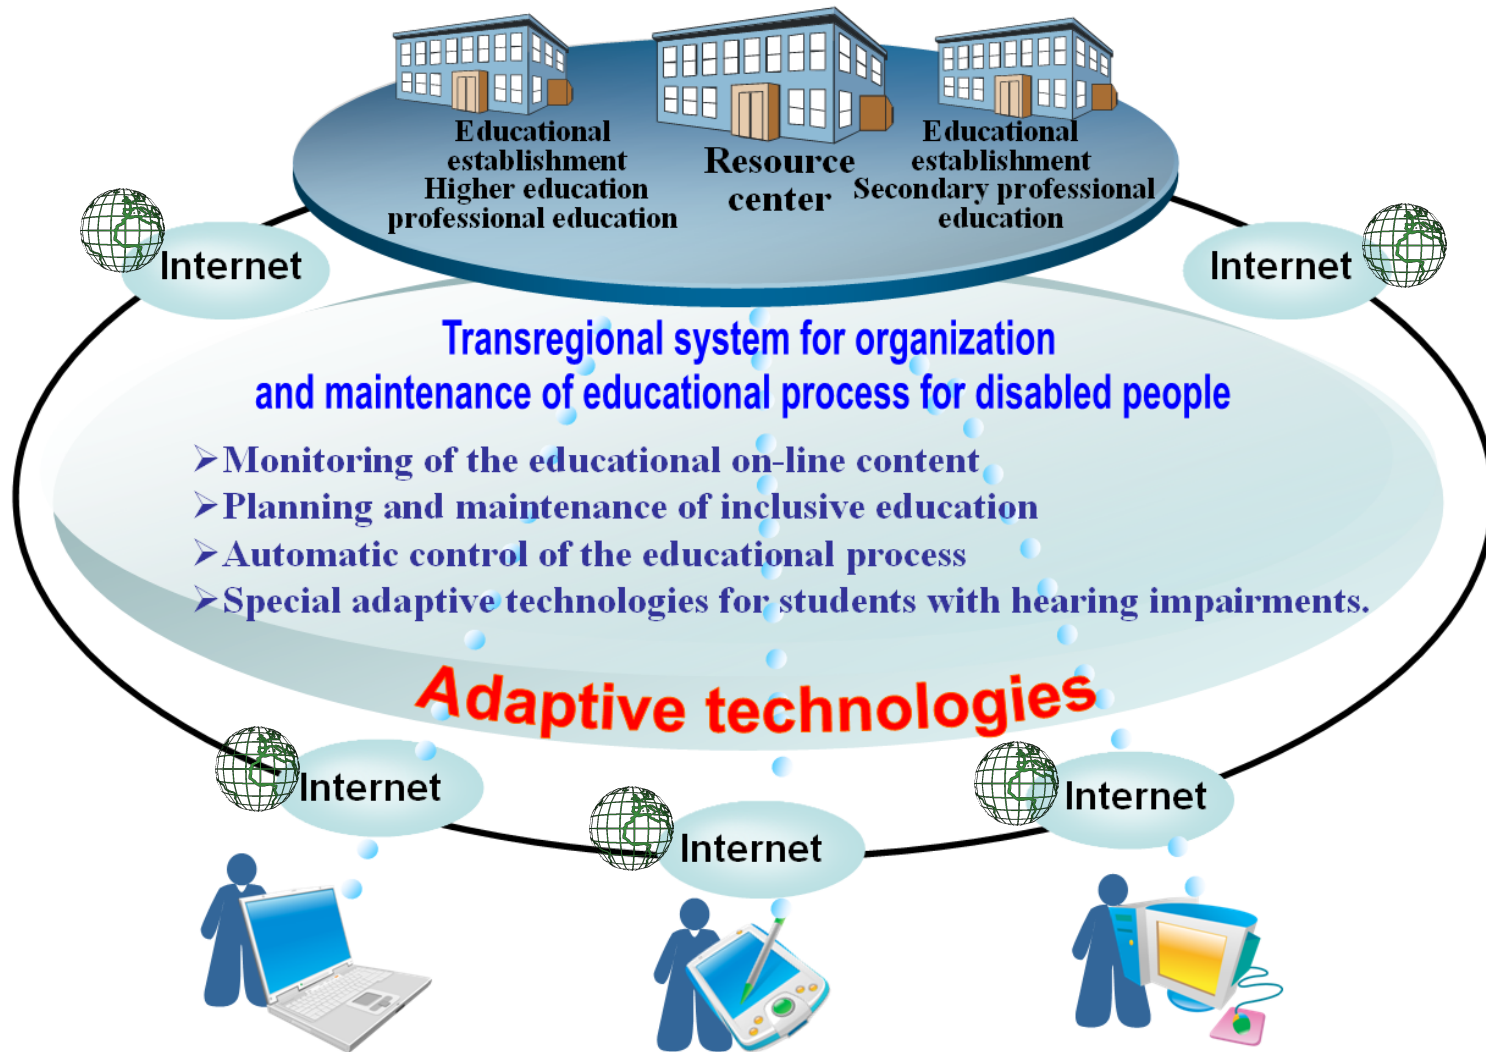 Educational
establishment
Higher education
professional education
Resource
center
Educational
establishment
Secondary professional
education
Internet
Internet
Transregional system for organization
and maintenance of educational process for disabled people
➢Monitoring of the educational on-line content
➢Planning and maintenance of inclusive education
➢Automatic control of the educational process
➢Special adaptive technologies for students with hearing impairments.
Adaptive technologies
Internet
Internet
Internet